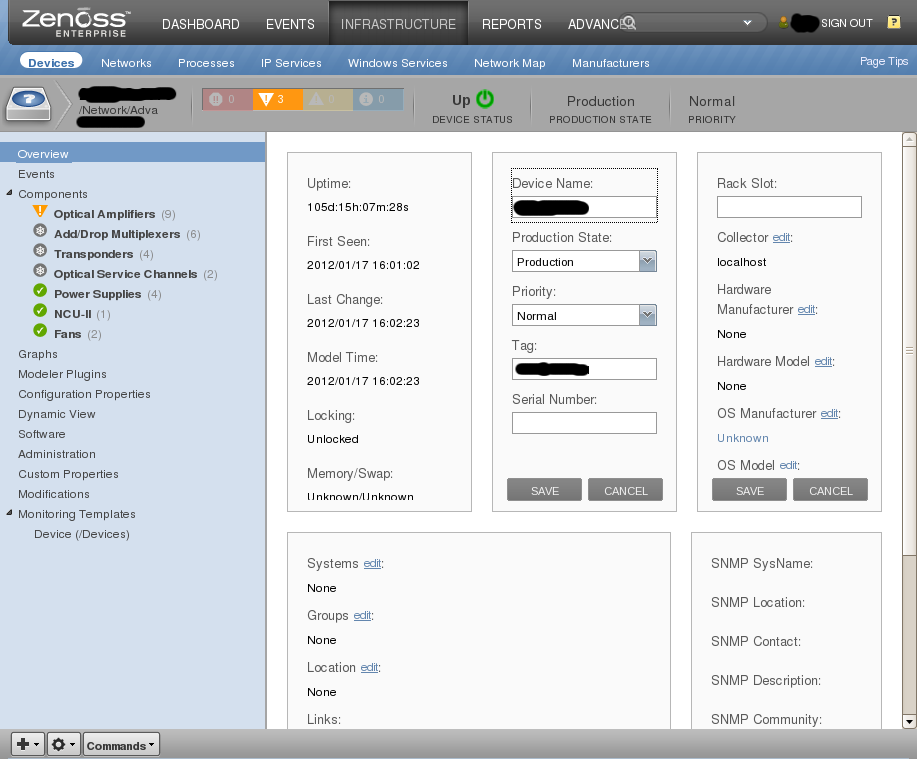 Zenoss ENTERPRISE
DASHBOARD EVENTS INFRASTRUCTURE REPORTS ADVANCE SIGN OUT ?
Devices Networks Processes IP Services Windows Services Network Map Manufacturers Page Tips
/Network/Adva
0 3 0 0
Up Production Normal
DEVICE STATUS PRODUCTION STATE PRIORITY
Overview
Events
Components
Optical Amplifiers (9)
Add/Drop Multiplexers (6)
Transponders (4)
Optical Service Channels (2)
Power Supplies (4)
NCU-II (1)
Fans (2)
Graphs
Modeler Plugins
Configuration Properties
Dynamic View
Software
Administration
Custom Properties
Modifications
Monitoring Templates
Device (/Devices)
Uptime:
105d:15h:07m:28s
First Seen:
2012/01/17 16:01:02
Last Change:
2012/01/17 16:02:23
Model Time:
2012/01/17 16:02:23
Locking:
Unlocked
Memory/Swap:
Unknown/Unknown
Device Name:
Production State:
Production
Priority:
Normal
Tag:
Serial Number:
SAVE CANCEL
Rack Slot:
Collector edit:
localhost
Hardware
Manufacturer edit:
None
Hardware Model edit:
None
OS Manufacturer edit:
Unknown
OS Model edit:
SAVE CANCEL
Systems edit:
None
Groups edit:
None
Location edit:
None
Links:
SNMP SysName:
SNMP Location:
SNMP Contact:
SNMP Description:
SNMP Community:
Commands